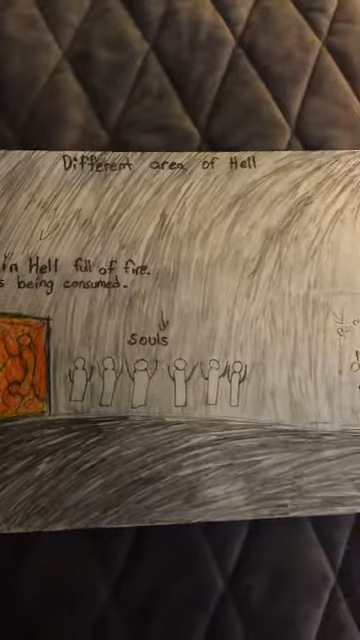 Different area of Hell
in Hell full of fire.
s being consumed.
Souls